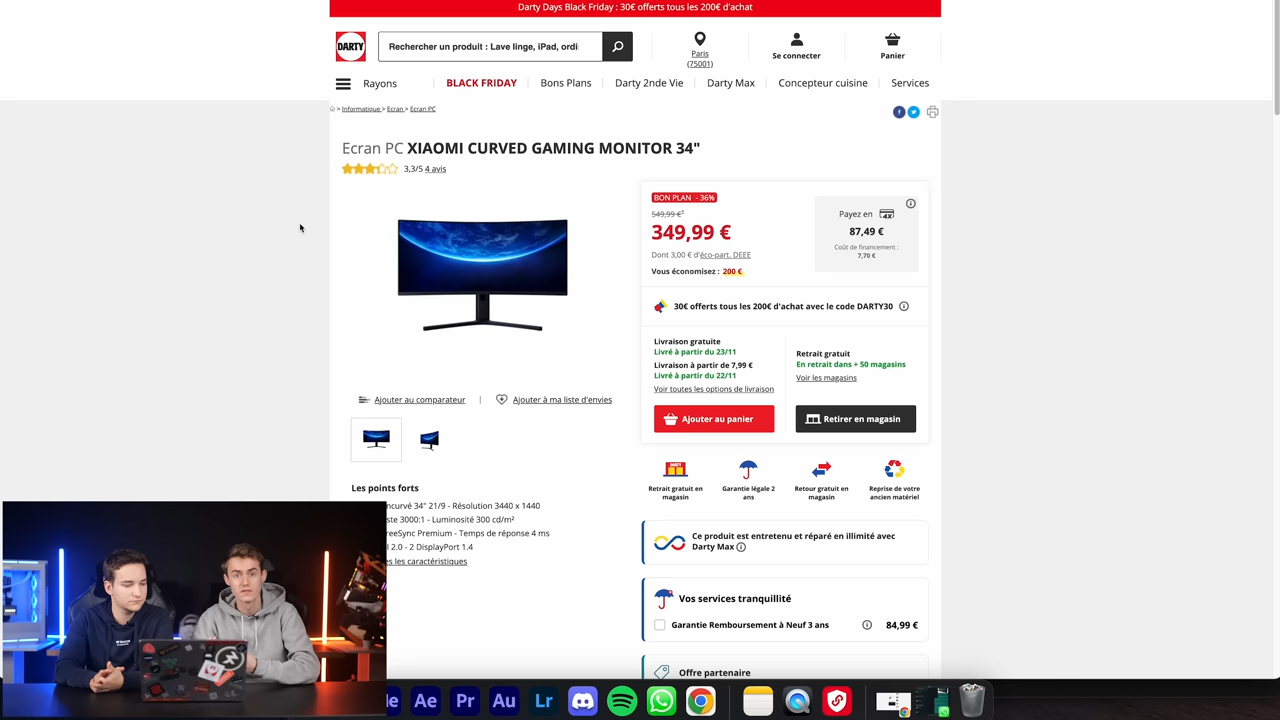 Darty Days Black Friday : 30€ offerts tous les 200€ d'achat
DARTY
Rechercher un produit : Lave linge, iPad, ordi
Paris
(75001)
Se connecter
Panier
Rayons
BLACK FRIDAY
Bons Plans
Darty 2nde Vie
Darty Max
Concepteur cuisine
Services
> Informatique > Ecran > Ecran PC
Ecran PC XIAOMI CURVED GAMING MONITOR 34"
3,3/5 4 avis
BON PLAN - 36%
549,99 €
349,99 €
Dont 3,00 € d'éco-part. DEEE
Vous économisez : 200 €
Payez en 4X
87,49 €
Coût de financement :
7,70 €
30€ offerts tous les 200€ d'achat avec le code DARTY30
Livraison gratuite
Livré à partir du 23/11
Livraison à partir de 7,99 €
Livré à partir du 22/11
Voir toutes les options de livraison
Retrait gratuit
En retrait dans + 50 magasins
Voir les magasins
Ajouter au panier
Retirer en magasin
Ajouter au comparateur
Ajouter à ma liste d'envies
Retrait gratuit en
magasin
Garantie légale 2
ans
Retour gratuit en
magasin
Reprise de votre
ancien matériel
Les points forts
ncurvé 34" 21/9 - Résolution 3440 x 1440
ste 3000:1 - Luminosité 300 cd/m²
reeSync Premium - Temps de réponse 4 ms
I 2.0 - 2 DisplayPort 1.4
es les caractéristiques
Ce produit est entretenu et réparé en illimité avec
Darty Max
Vos services tranquillité
Garantie Remboursement à Neuf 3 ans
84,99 €
Offre partenaire
Ae
Pr
Au
Lr